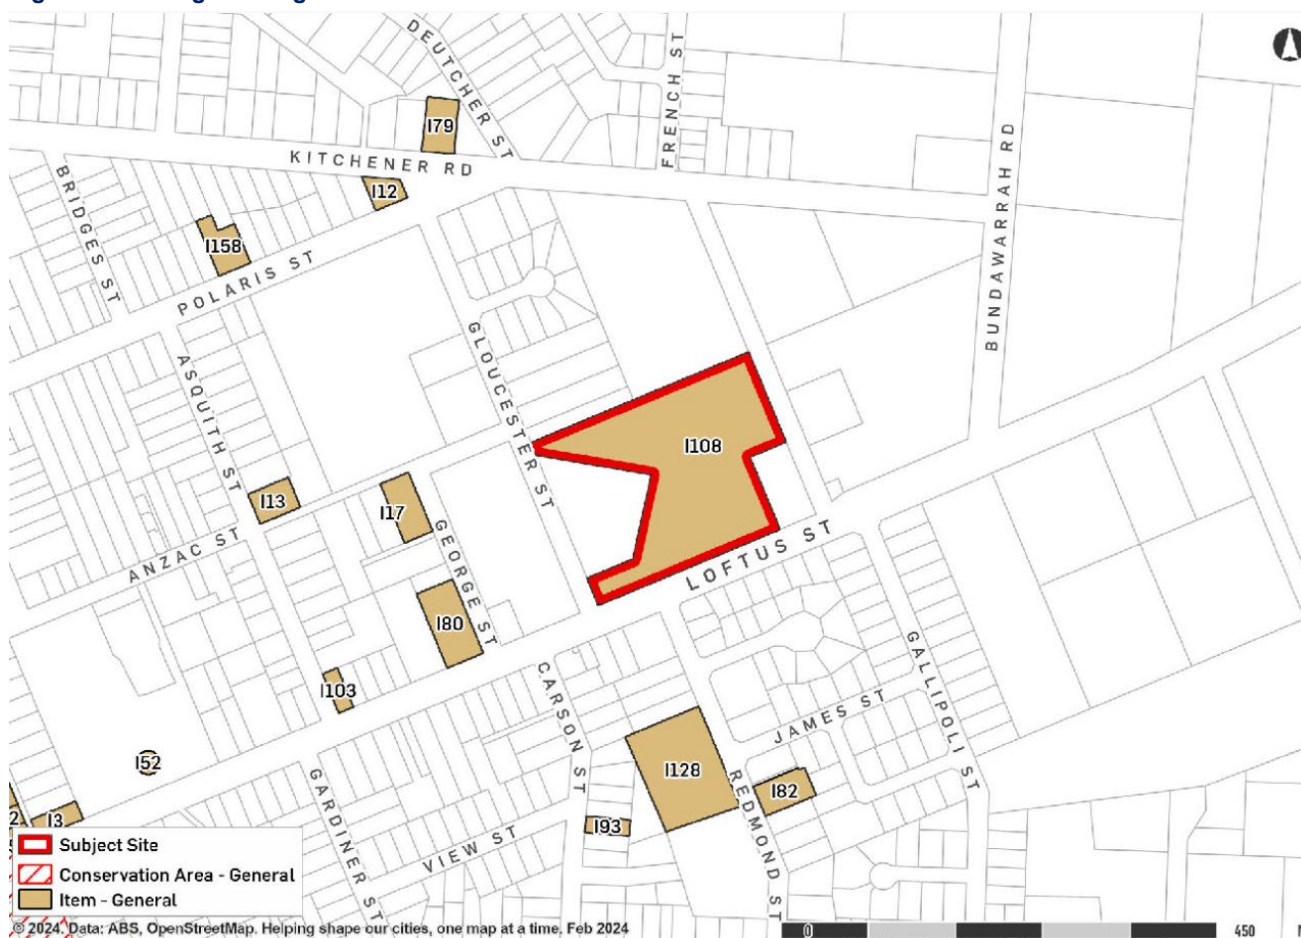 DEUTCHER ST
FRENCH ST
I79
KITCHENER RD
BUNDAWARRAH RD
BRIDGES ST
I12
I158
POLARIS ST
GLOUCESTER ST
ASQUITH ST
I108
I13
I17
ANZAC ST
GEORGE ST
LOFTUS ST
I80
GALLIPOLI ST
CARSON ST
I103
JAMES ST
I52
I128
REDMOND ST
I82
GARDINER ST
I3
I93
VIEW ST
Subject Site
Conservation Area - General
Item - General
© 2024. Data: ABS, OpenStreetMap. Helping shape our cities, one map at a time. Feb 2024
0 450